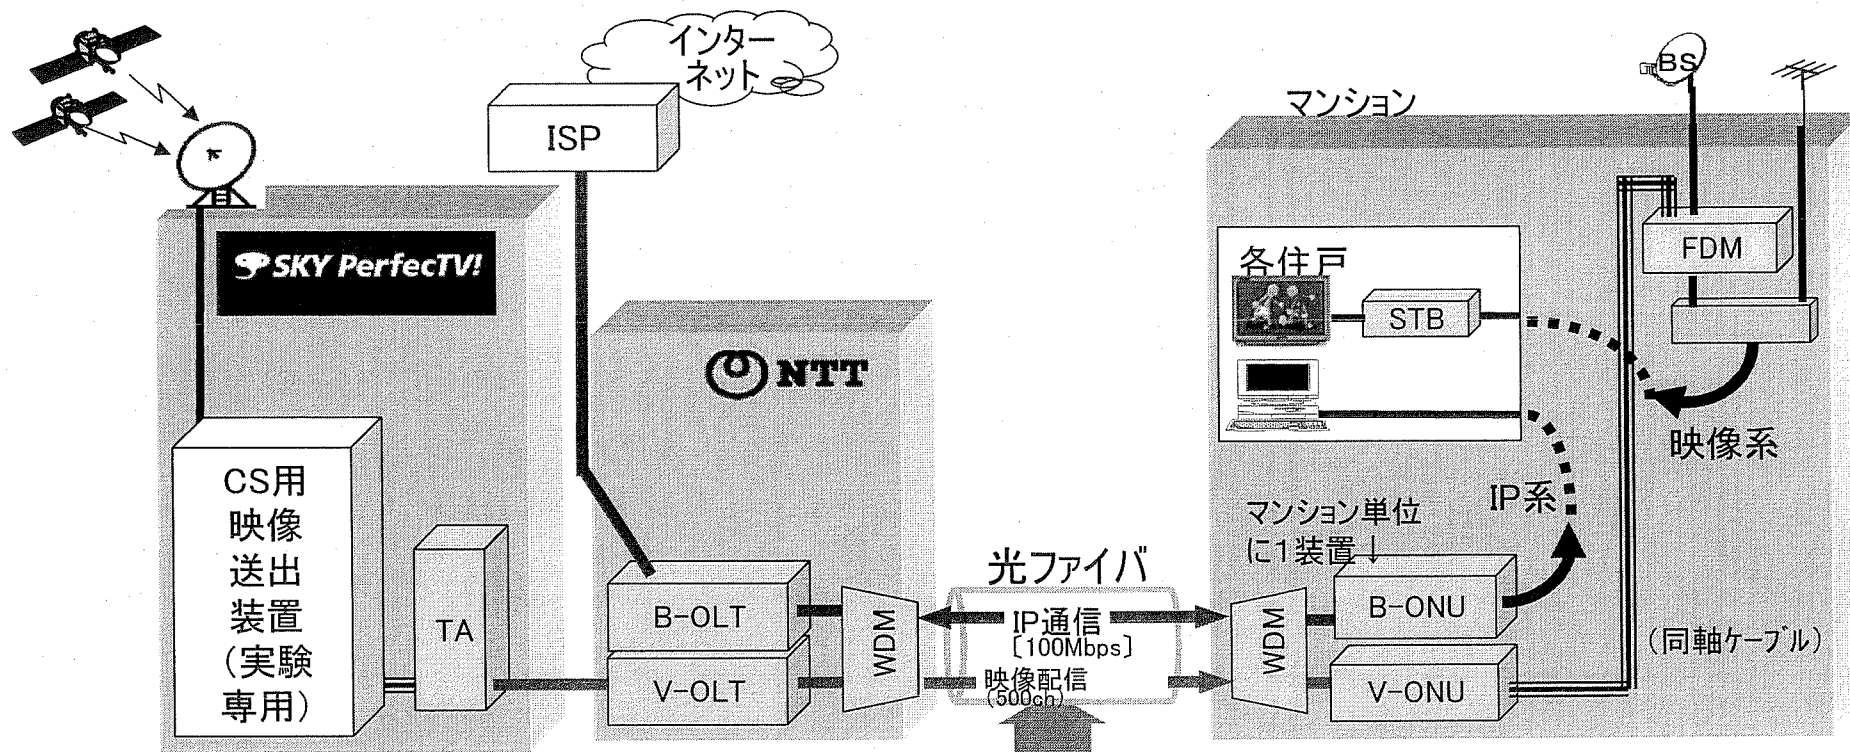 インター
ネット
ISP
SKY PerfecTV!
NTT
CS用
映像
送出
装置
(実験
専用)
TA
B-OLT
V-OLT
WDM
光ファイバ
IP通信
[100Mbps]
映像配信
(500ch)
マンション
BS
FDM
各住戸
STB
映像系
IP系
マンション単位
に1装置↓
WDM
B-ONU
V-ONU
(同軸ケーブル)